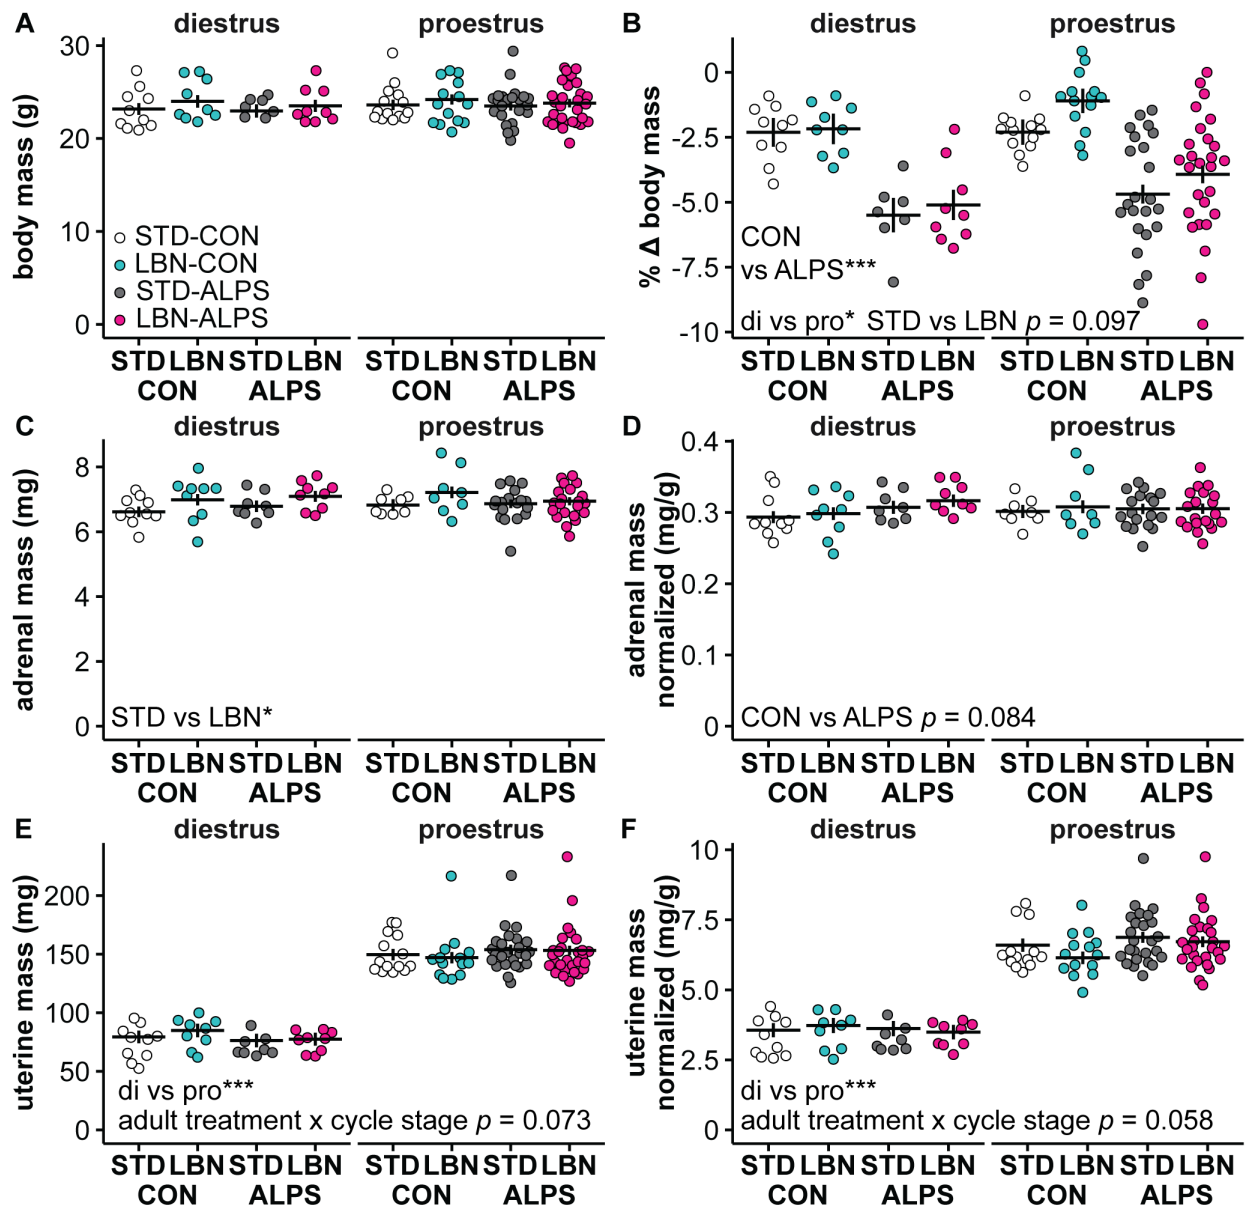 A diestrus proestrus
body mass (g)
30
20
10
0
STD-CON
LBN-CON
STD-ALPS
LBN-ALPS
STD LBN STD LBN STD LBN STD LBN
CON ALPS CON ALPS
B diestrus proestrus
% Δ body mass
0
-2.5
-5.0
-7.5
-10
CON
vs ALPS***
di vs pro* STD vs LBN p = 0.097
STD LBN STD LBN STD LBN STD LBN
CON ALPS CON ALPS
C diestrus proestrus
adrenal mass (mg)
8
6
4
2
0
STD vs LBN*
STD LBN STD LBN STD LBN STD LBN
CON ALPS CON ALPS
D diestrus proestrus
adrenal mass
normalized (mg/g)
0.4
0.3
0.2
0.1
0
CON vs ALPS p = 0.084
STD LBN STD LBN STD LBN STD LBN
CON ALPS CON ALPS
E diestrus proestrus
uterine mass (mg)
200
150
100
50
0
di vs pro***
adult treatment x cycle stage p = 0.073
STD LBN STD LBN STD LBN STD LBN
CON ALPS CON ALPS
F diestrus proestrus
uterine mass
normalized (mg/g)
10
7.5
5.0
2.5
0
di vs pro***
adult treatment x cycle stage p = 0.058
STD LBN STD LBN STD LBN STD LBN
CON ALPS CON ALPS